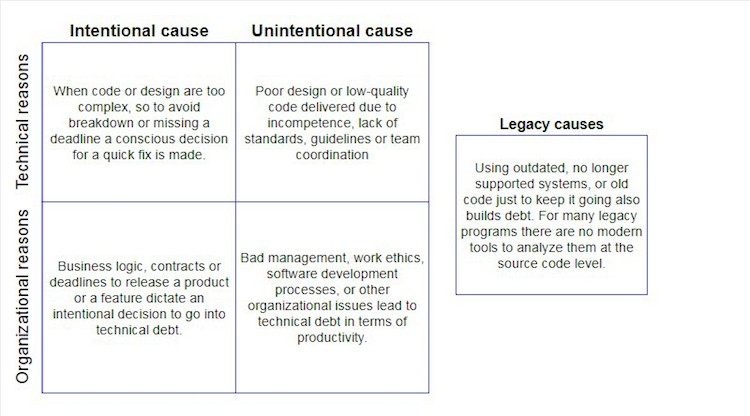 Intentional cause
Unintentional cause
Technical reasons
When code or design are too
complex, so to avoid
breakdown or missing a
deadline a conscious decision
for a quick fix is made.
Poor design or low-quality
code delivered due to
incompetence, lack of
standards, guidelines or team
coordination
Organizational reasons
Business logic, contracts or
deadlines to release a product
or a feature dictate an
intentional decision to go into
technical debt.
Bad management, work ethics,
software development
processes, or other
organizational issues lead to
technical debt in terms of
productivity.
Legacy causes
Using outdated, no longer
supported systems, or old
code just to keep it going also
builds debt. For many legacy
programs there are no modern
tools to analyze them at the
source code level.